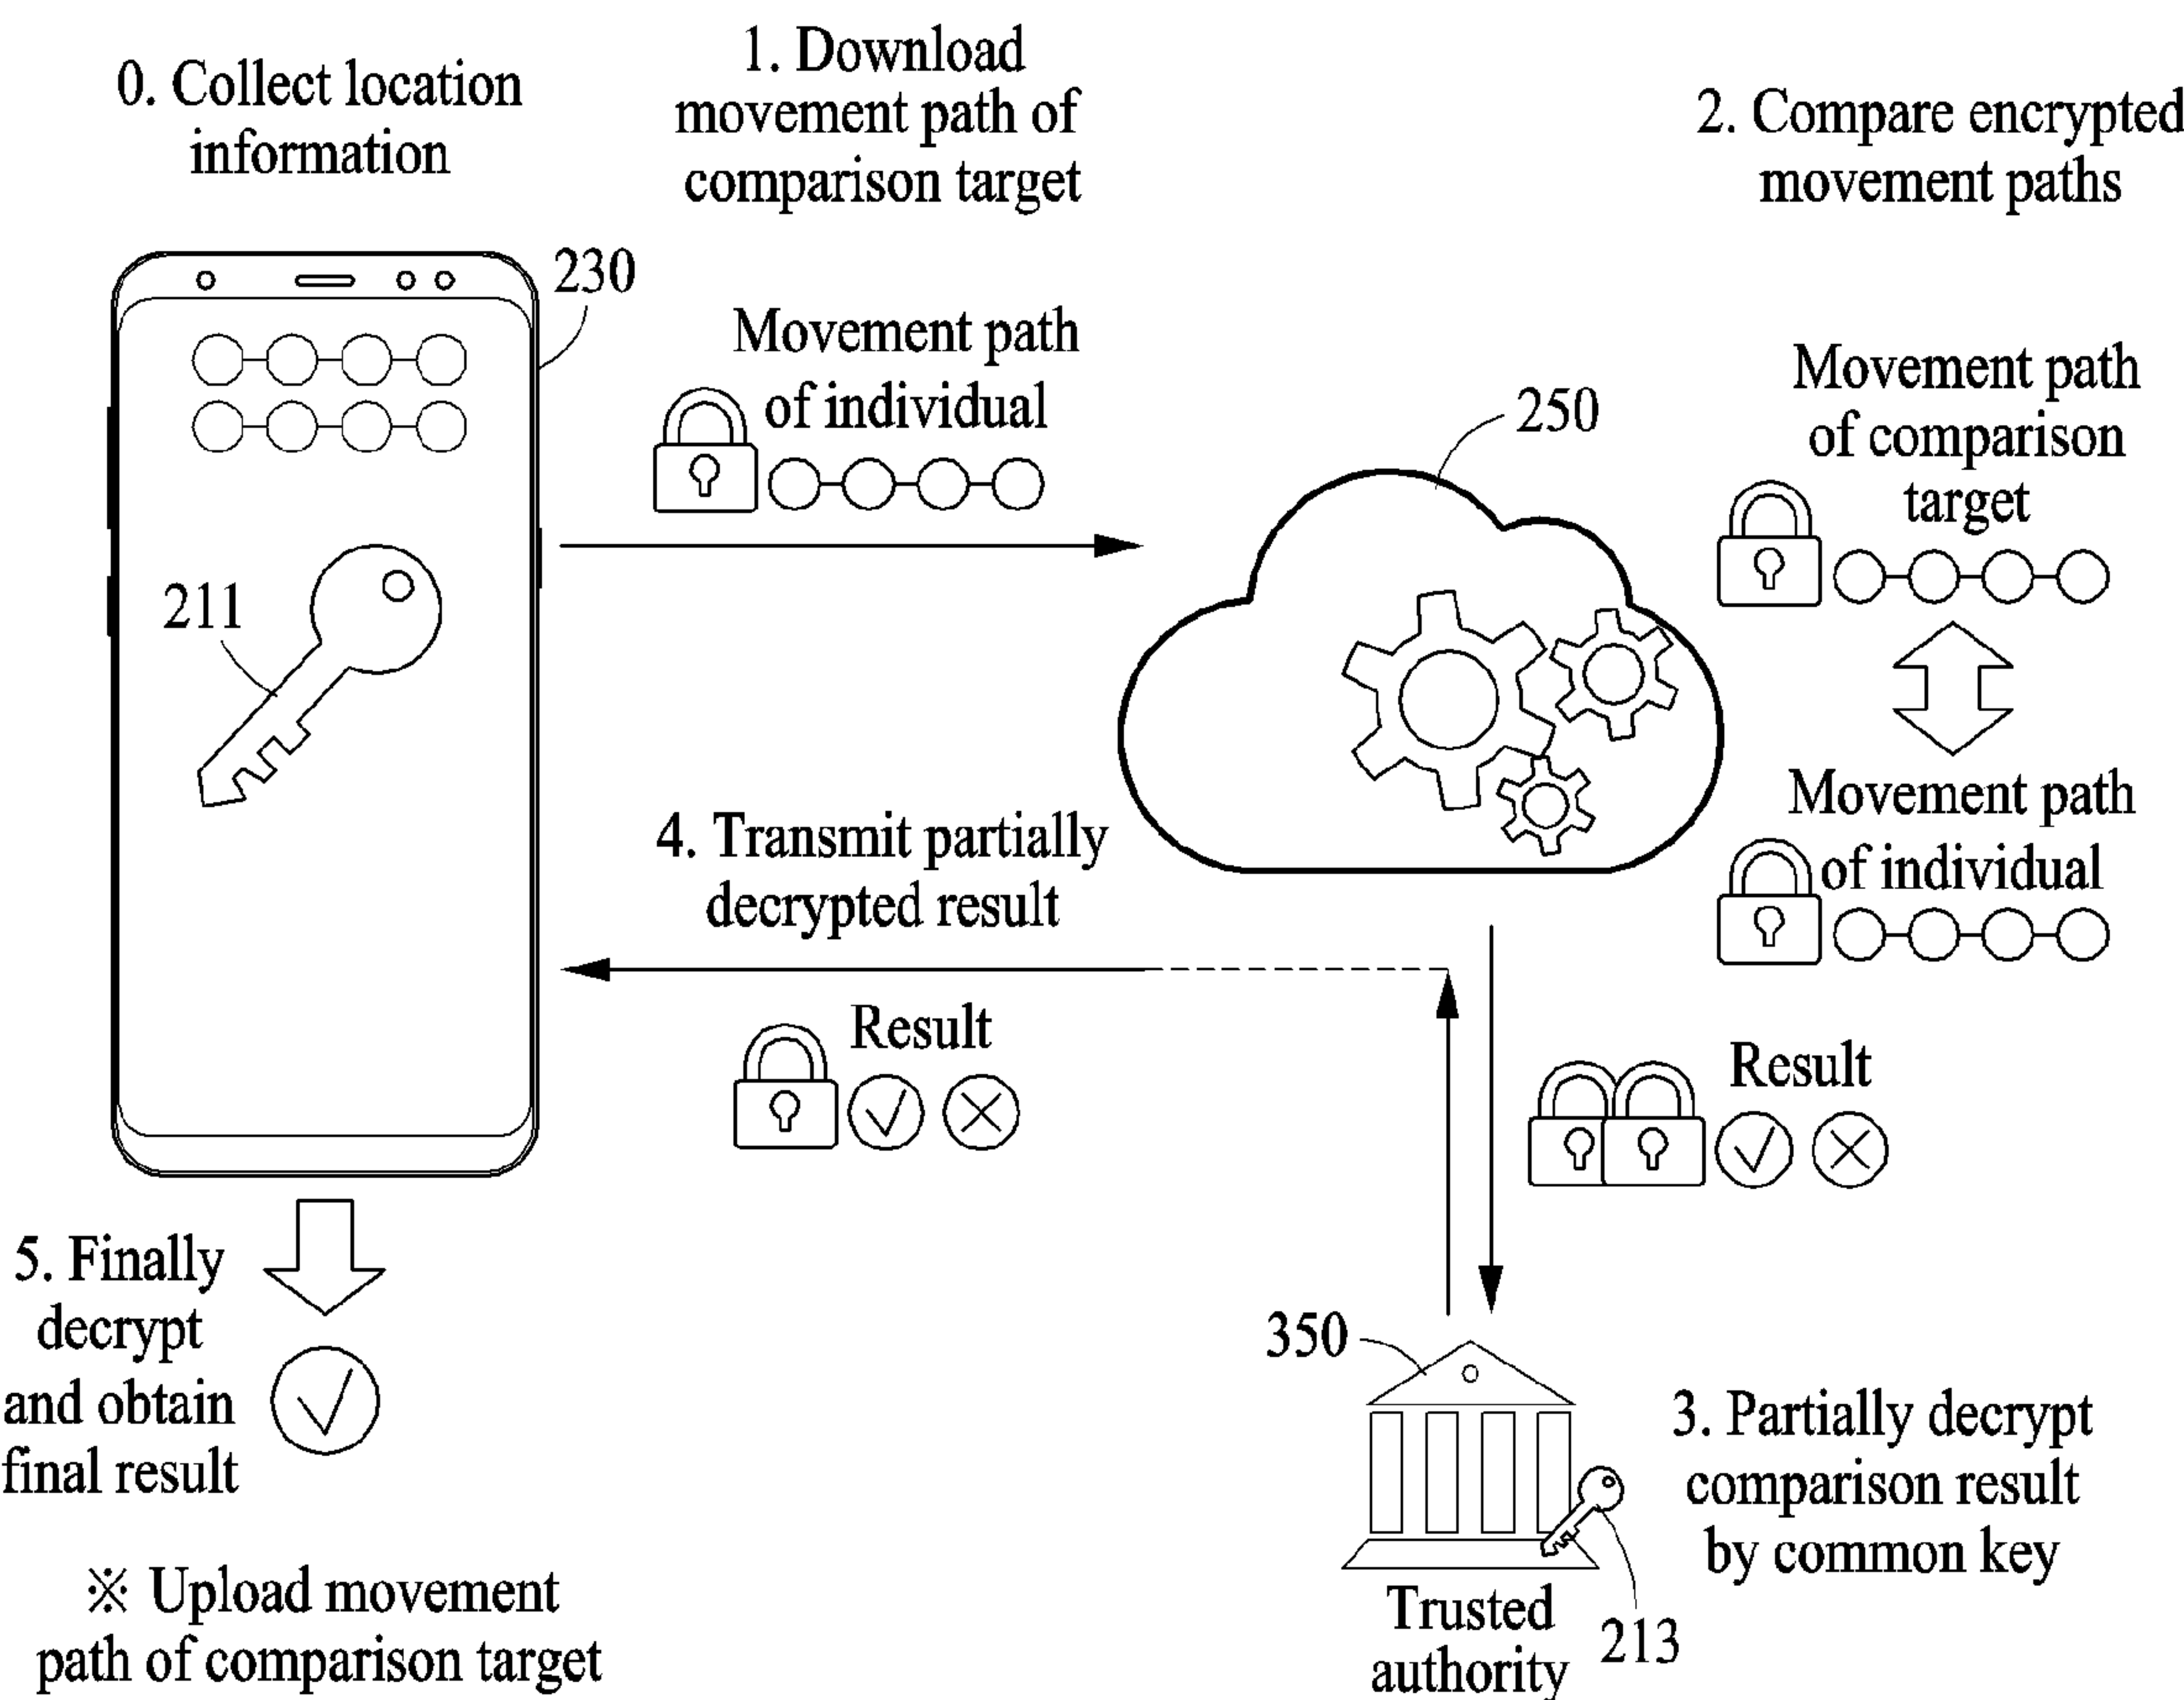 0. Collect location
information
1. Download
movement path of
comparison target
2. Compare encrypted
movement paths
230
Movement path
of individual
250
Movement path
of comparison
target
211
Movement path
of individual
4. Transmit partially
decrypted result
Result
Result
5. Finally
decrypt
and obtain
final result
350
3. Partially decrypt
comparison result
by common key
Trusted
authority
213
※ Upload movement
path of comparison target